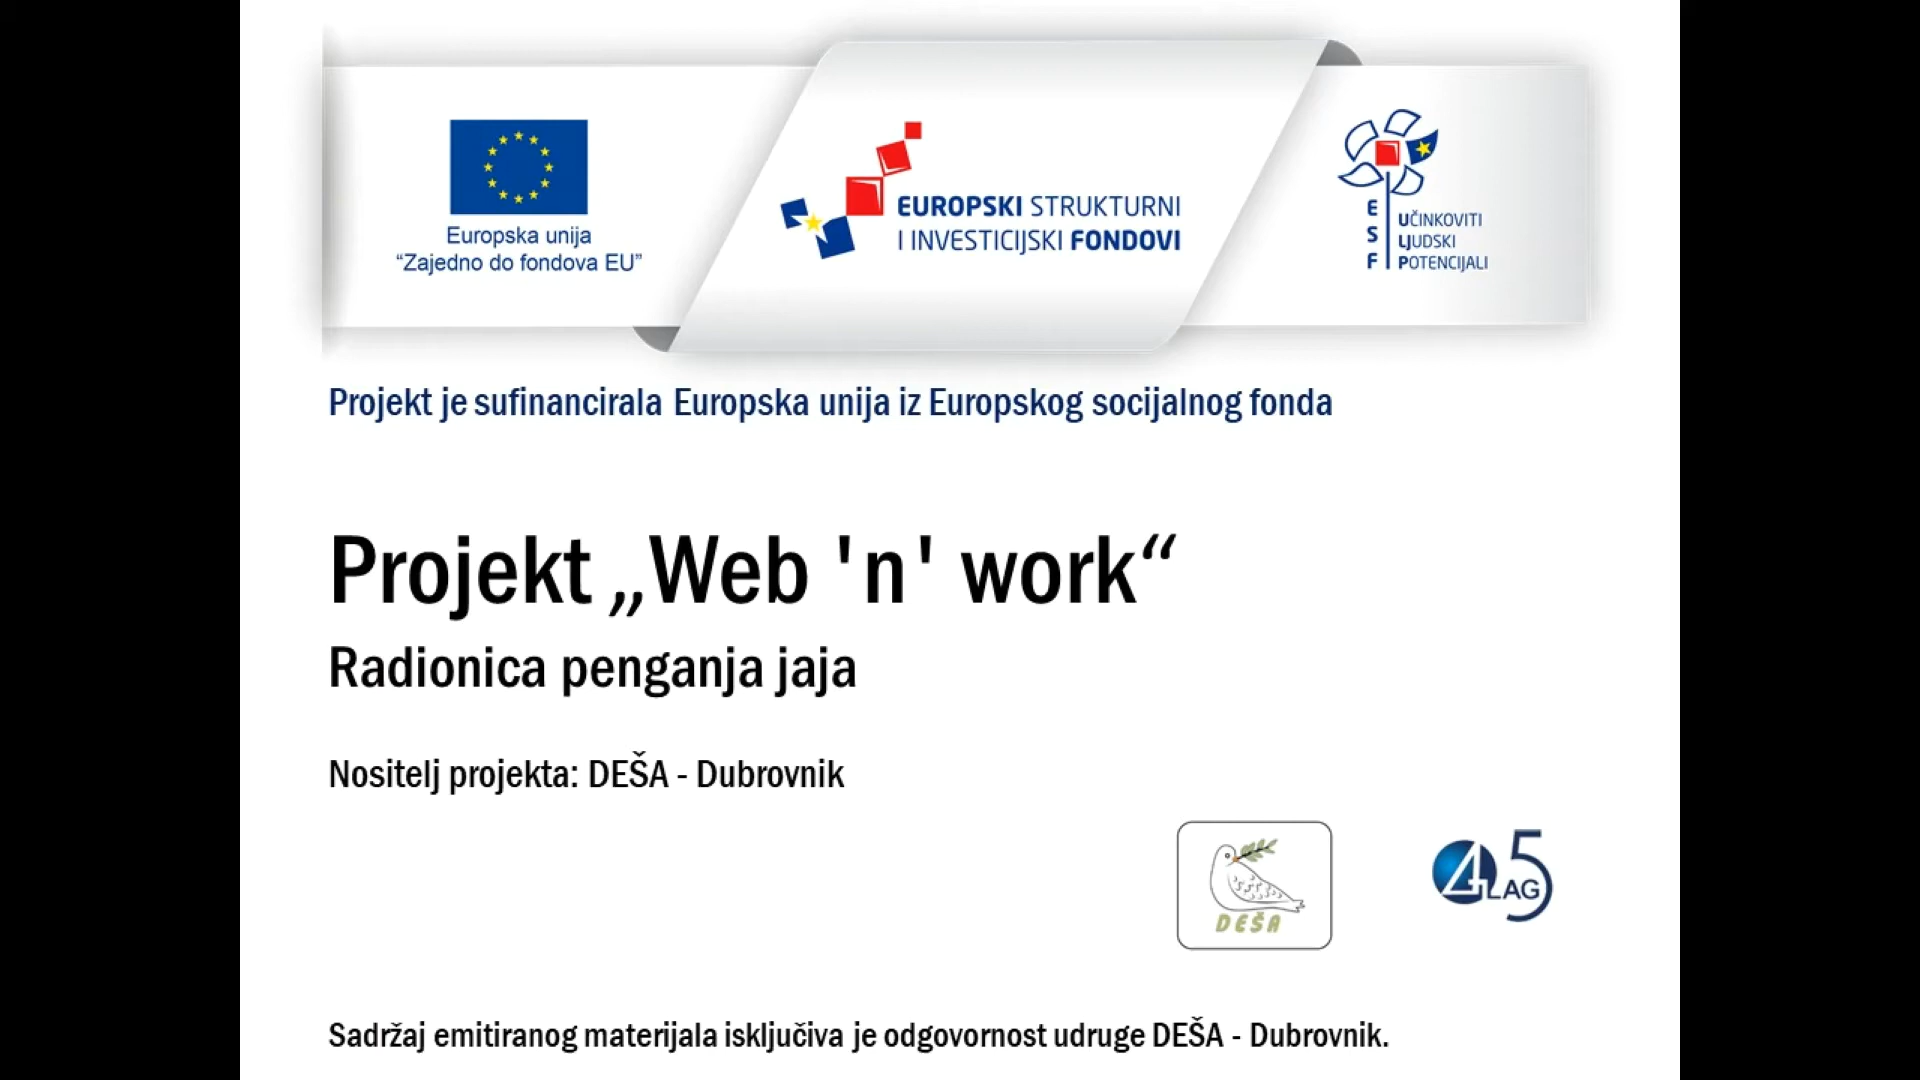 Europska unija
“Zajedno do fondova EU”
EUROPSKI STRUKTURNI
I INVESTICIJSKI FONDOVI
E
S
F
UČINKOVITI
LJUDSKI
POTENCIJALI
Projekt je sufinancirala Europska unija iz Europskog socijalnog fonda
Projekt „Web 'n' work“
Radionica penganja jaja
Nositelj projekta: DEŠA - Dubrovnik
DEŠA
4 LAG 5
Sadržaj emitiranog materijala isključiva je odgovornost udruge DEŠA - Dubrovnik.